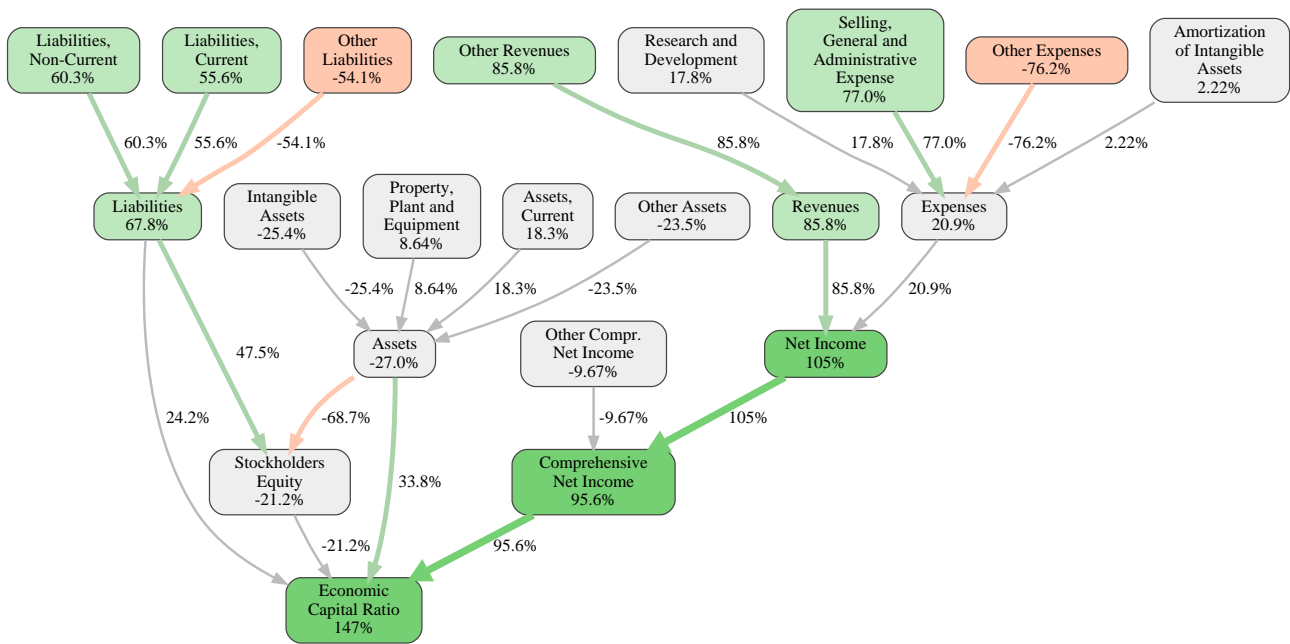 Liabilities,
Non-Current
60.3%
Liabilities,
Current
55.6%
Other
Liabilities
-54.1%
Other Revenues
85.8%
Research and
Development
17.8%
Selling,
General and
Administrative
Expense
77.0%
Other Expenses
-76.2%
Amortization
of Intangible
Assets
2.22%
60.3%
55.6%
-54.1%
85.8%
17.8%
77.0%
-76.2%
2.22%
Liabilities
67.8%
Intangible
Assets
-25.4%
Property,
Plant and
Equipment
8.64%
Assets,
Current
18.3%
Other Assets
-23.5%
Revenues
85.8%
Expenses
20.9%
-25.4%
8.64%
18.3%
-23.5%
85.8%
20.9%
47.5%
Assets
-27.0%
Other Compr.
Net Income
-9.67%
Net Income
105%
24.2%
-68.7%
-9.67%
105%
Stockholders
Equity
-21.2%
33.8%
Comprehensive
Net Income
95.6%
-21.2%
95.6%
Economic
Capital Ratio
147%